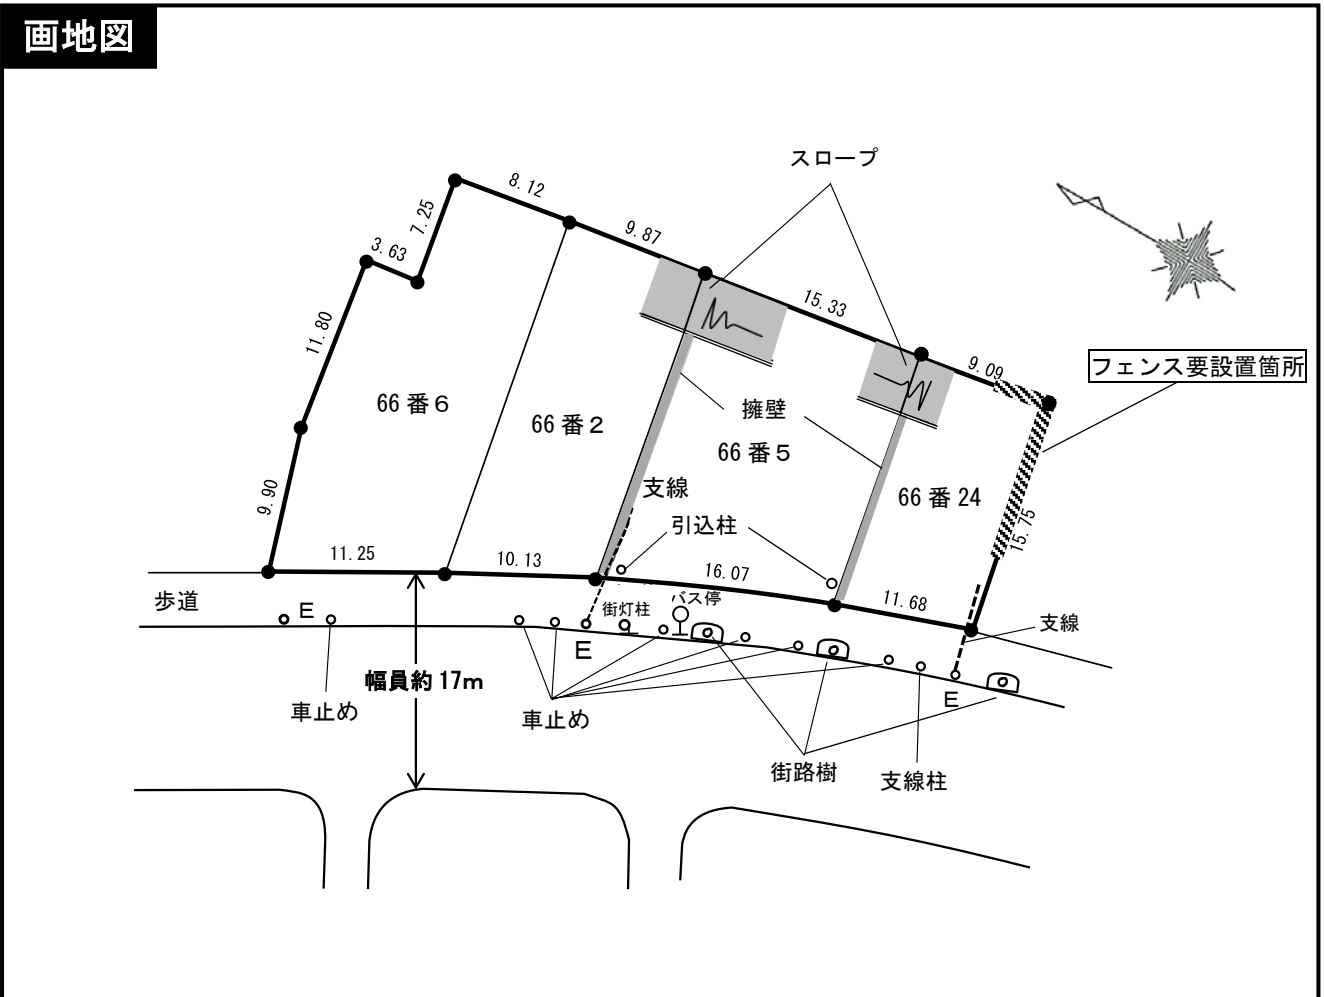 画地図
スロープ
8.12
7.25
9.87
3.63
15.33
11.80
9.09
フェンス要設置箇所
66番6
66番2
擁壁
66番5
66番24
支線
9.90
引込柱
15.75
11.25
10.13
16.07
11.68
歩道
E
街灯柱
バス停
支線
E
幅員約17m
E
車止め
車止め
街路樹
支線柱